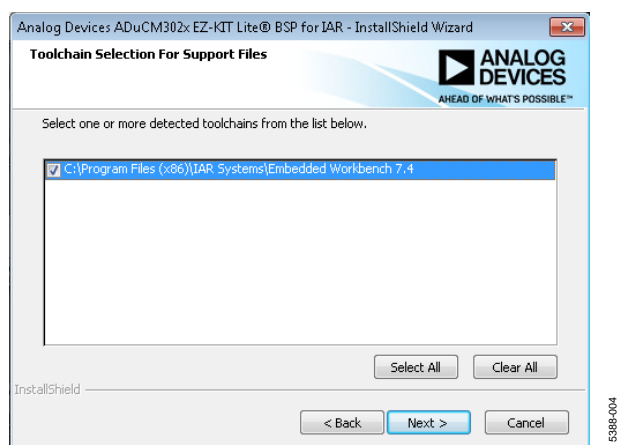 Analog Devices ADuCM302x EZ-KIT Lite® BSP for IAR - InstallShield Wizard
Toolchain Selection For Support Files
ANALOG
DEVICES
AHEAD OF WHAT'S POSSIBLE™
Select one or more detected toolchains from the list below.
C:\Program Files (x86)\IAR Systems\Embedded Workbench 7.4
Select All
Clear All
InstallShield
< Back
Next >
Cancel
5388-004